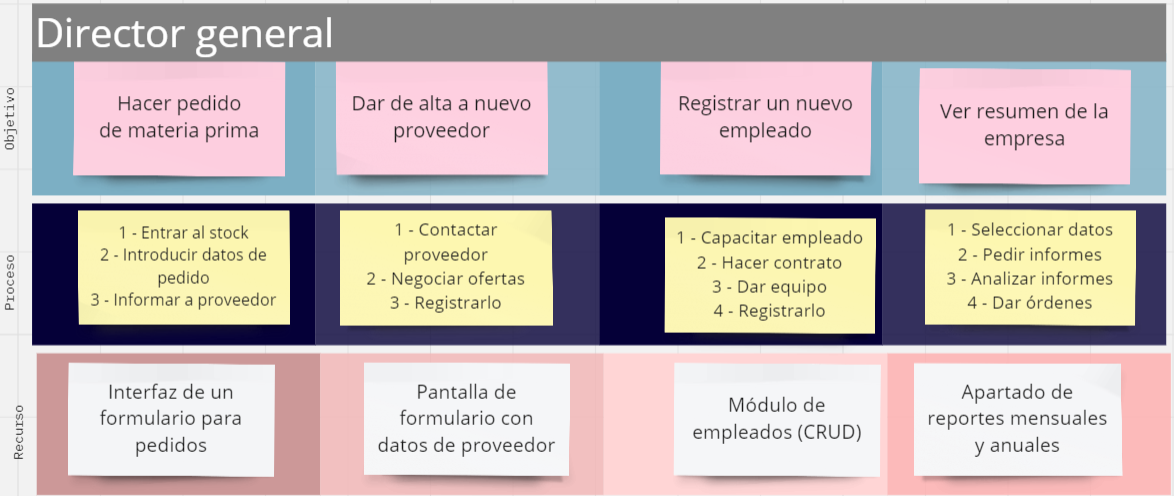 Director general
Objetivo
Hacer pedido
de materia prima
Dar de alta a nuevo
proveedor
Registrar un nuevo
empleado
Ver resumen de la
empresa
Proceso
1 - Entrar al stock
2 - Introducir datos de
pedido
3 - Informar a proveedor
1 - Contactar
proveedor
2 - Negociar ofertas
3 - Registrarlo
1 - Capacitar empleado
2 - Hacer contrato
3 - Dar equipo
4 - Registrarlo
1 - Seleccionar datos
2 - Pedir informes
3 - Analizar informes
4 - Dar órdenes
Recurso
Interfaz de un
formulario para
pedidos
Pantalla de
formulario con
datos de proveedor
Módulo de
empleados (CRUD)
Apartado de
reportes mensuales
y anuales